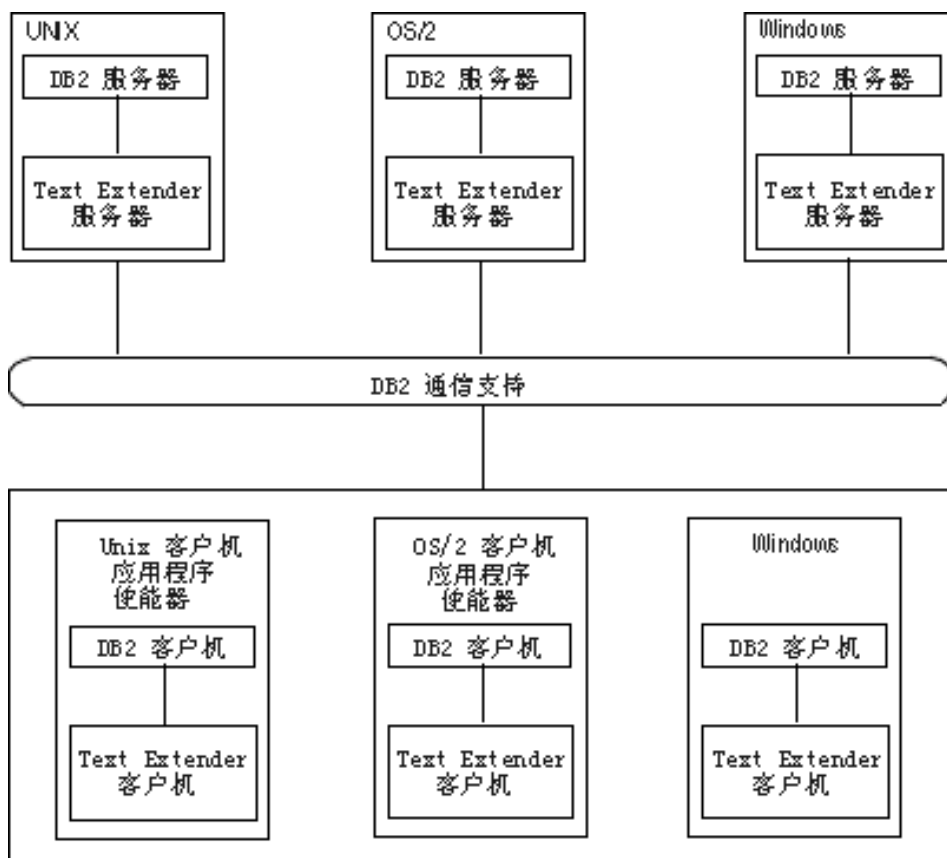 UNIX
DB2 服务器
Text Extender
服务器
OS/2
DB2 服务器
Text Extender
服务器
Windows
DB2 服务器
Text Extender
服务器
DB2 通信支持
Unix 客户机
应用程序
使能器
DB2 客户机
Text Extender
客户机
OS/2 客户机
应用程序
使能器
DB2 客户机
Text Extender
客户机
Windows
DB2 客户机
Text Extender
客户机